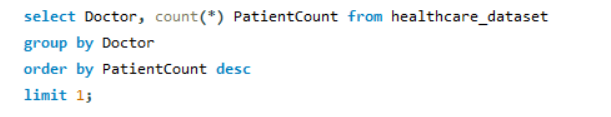 select Doctor, count(*) PatientCount from healthcare_dataset
group by Doctor
order by PatientCount desc
limit 1;